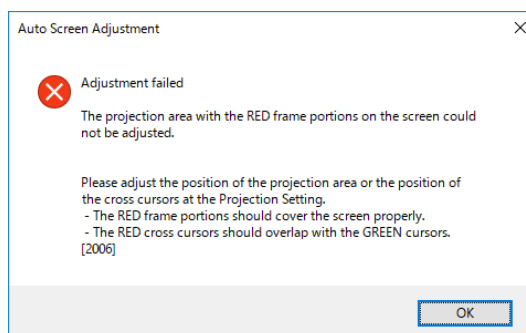 Auto Screen Adjustment
Adjustment failed
The projection area with the RED frame portions on the screen could
not be adjusted.
Please adjust the position of the projection area or the position of
the cross cursors at the Projection Setting.
- The RED frame portions should cover the screen properly.
- The RED cross cursors should overlap with the GREEN cursors.
[2006]
OK